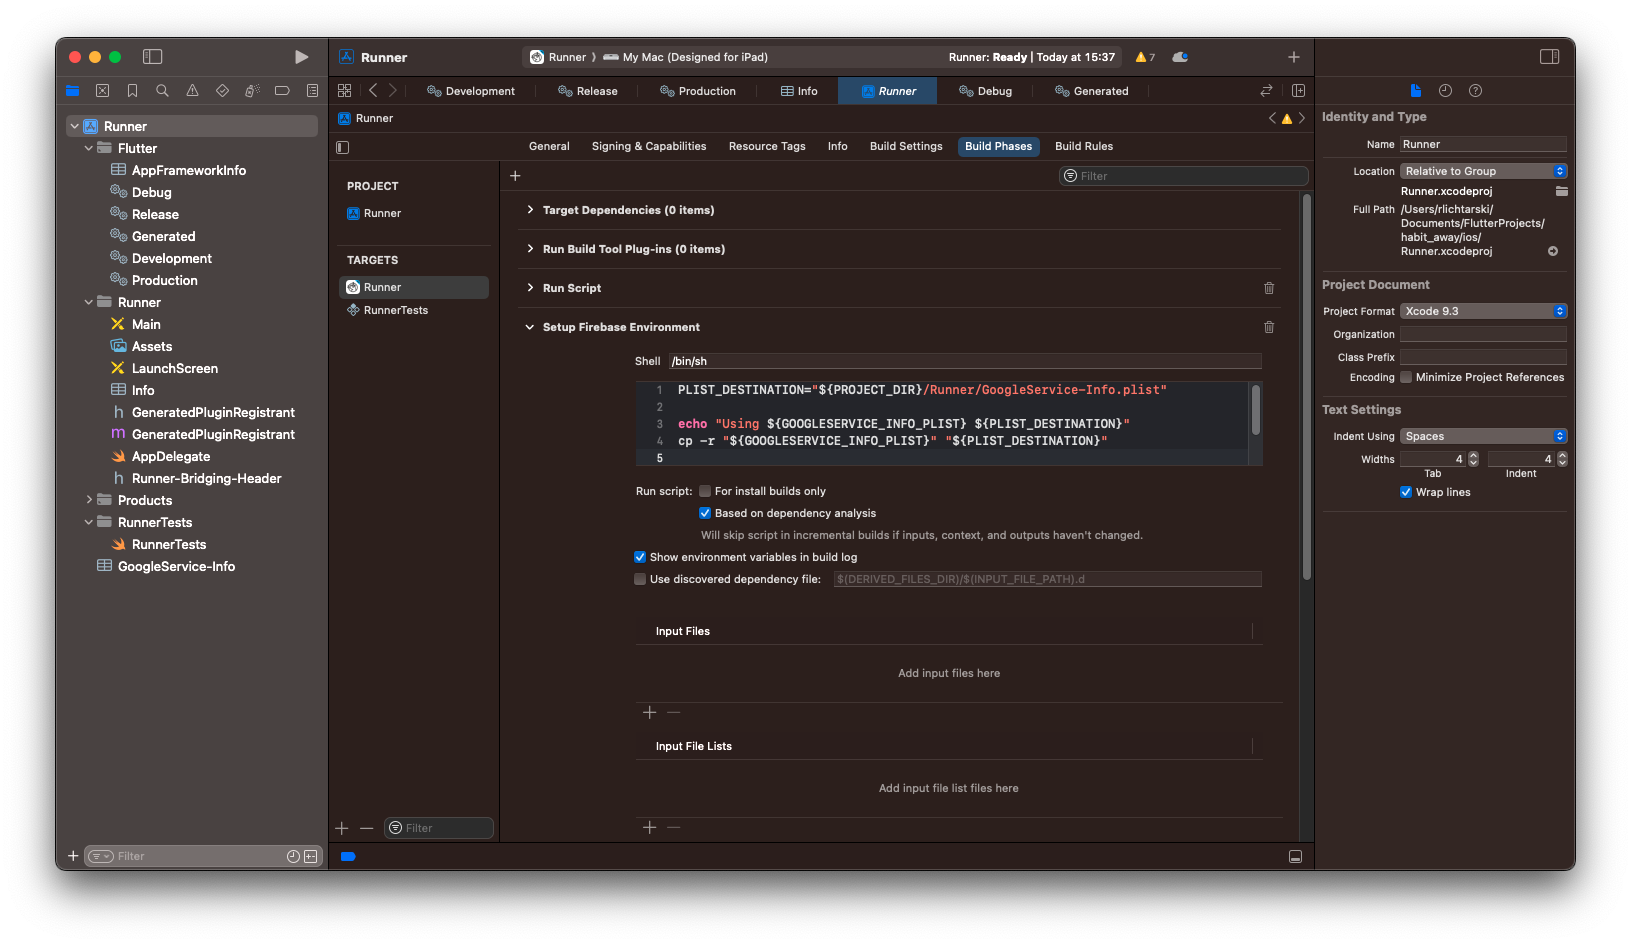 Runner
Runner 〉 My Mac (Designed for iPad)
Runner: Ready | Today at 15:37
7
Development
Release
Production
Info
Runner
Debug
Generated
Runner
General
Signing & Capabilities
Resource Tags
Info
Build Settings
Build Phases
Build Rules
Runner
Flutter
AppFrameworkInfo
Debug
Release
Generated
Development
Production
Runner
Main
Assets
LaunchScreen
Info
h GeneratedPluginRegistrant
m GeneratedPluginRegistrant
AppDelegate
h Runner-Bridging-Header
Products
RunnerTests
RunnerTests
GoogleService-Info
Filter
PROJECT
Runner
TARGETS
Runner
RunnerTests
Filter
Filter
Target Dependencies (0 items)
Run Build Tool Plug-ins (0 items)
Run Script
Setup Firebase Environment
Shell /bin/sh
1 PLIST_DESTINATION="${PROJECT_DIR}/Runner/GoogleService-Info.plist"
2
3 echo "Using ${GOOGLESERVICE_INFO_PLIST} ${PLIST_DESTINATION}"
4 cp -r "${GOOGLESERVICE_INFO_PLIST}" "${PLIST_DESTINATION}"
5
Run script: For install builds only
Based on dependency analysis
Will skip script in incremental builds if inputs, context, and outputs haven't changed.
Show environment variables in build log
Use discovered dependency file: $(DERIVED_FILES_DIR)/$(INPUT_FILE_PATH).d
Input Files
Add input files here
Input File Lists
Add input file list files here
Identity and Type
Name Runner
Location Relative to Group
Runner.xcodeproj
Full Path /Users/rlichtarski/
Documents/FlutterProjects/
habit_away/ios/
Runner.xcodeproj
Project Document
Project Format Xcode 9.3
Organization
Class Prefix
Encoding Minimize Project References
Text Settings
Indent Using Spaces
Widths 4 4
Tab Indent
Wrap lines